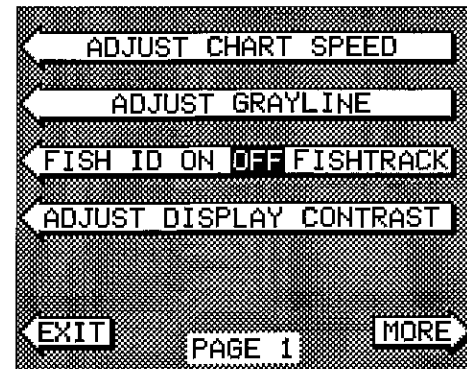 ADJUST CHART SPEED
ADJUST GRAYLINE
FISH ID ON OFF FISHTRACK
ADJUST DISPLAY CONTRAST
EXIT
PAGE 1
MORE